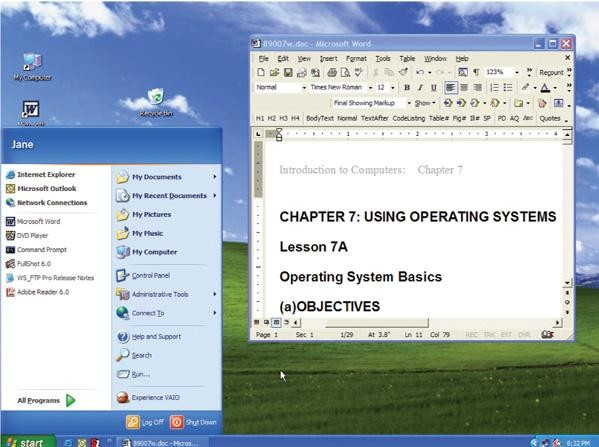 My Computer
Recycle Bin
Jane
Internet Explorer
Microsoft Outlook
Network Connections
Microsoft Word
DVD Player
Command Prompt
FullShot 6.0
WS_FTP Pro Release Notes
Adobe Reader 6.0
All Programs
My Documents
My Recent Documents
My Pictures
My Music
My Computer
Control Panel
Administrative Tools
Connect To
Help and Support
Search
Run...
Experience VAIO
Log Off Shut Down
89007w.doc - Microsoft Word
File Edit View Insert Format Tools Table Window Help
123% Recount
Normal Times New Roman 12 B I U
Final Showing Markup Show
H1 H2 H3 H4 BodyText Normal TextAfter CodeListing Table# Fig# Ill# SP PD AQ Quotes
1 2 3 4
Introduction to Computers: Chapter 7
CHAPTER 7: USING OPERATING SYSTEMS
Lesson 7A
Operating System Basics
(a)OBJECTIVES
Page 1 Sec 1 1/29 At 3.8" Ln 11 Col 79 REC TRK EXT OVR
start 89007w.doc - Micros... 6:32 PM